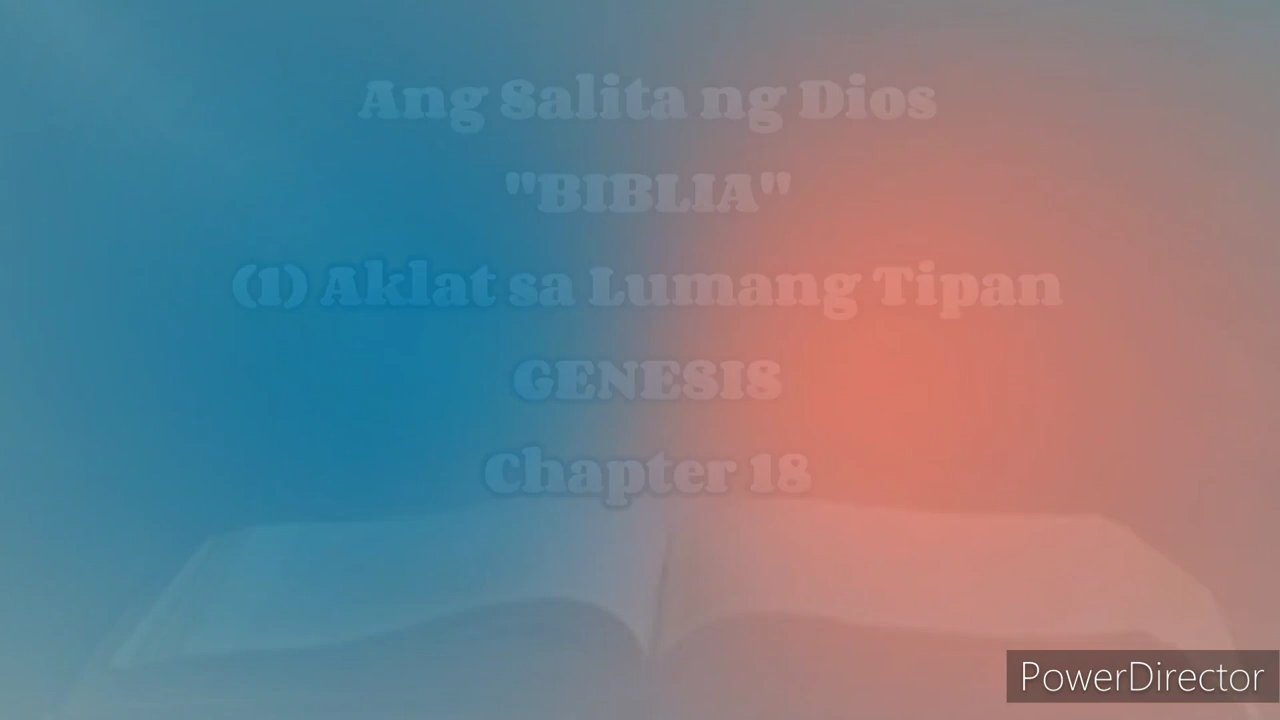 Ang Salita ng Dios
"BIBLIA"
(1) Aklat sa Lumang Tipan
GENESIS
Chapter 18
PowerDirector